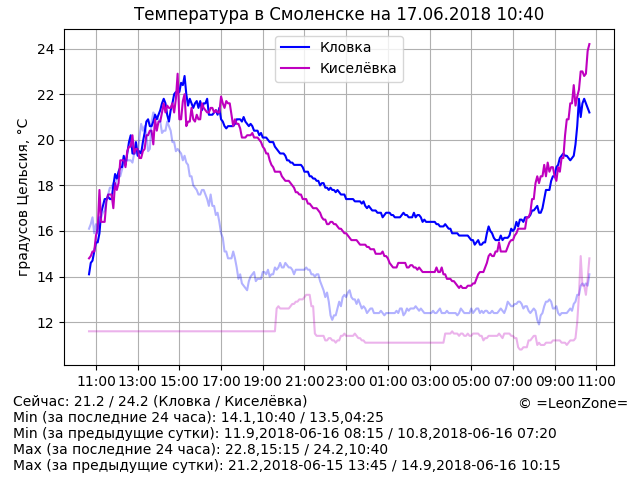 Температура в Смоленске на 17.06.2018 10:40
Кловка
Киселёвка
градусов Цельсия, °C
24
22
20
18
16
14
12
11:00 13:00 15:00 17:00 19:00 21:00 23:00 01:00 03:00 05:00 07:00 09:00 11:00
Сейчас: 21.2 / 24.2 (Кловка / Киселёвка)
© =LeonZone=
Min (за последние 24 часа): 14.1,10:40 / 13.5,04:25
Min (за предыдущие сутки): 11.9,2018-06-16 08:15 / 10.8,2018-06-16 07:20
Max (за последние 24 часа): 22.8,15:15 / 24.2,10:40
Max (за предыдущие сутки): 21.2,2018-06-15 13:45 / 14.9,2018-06-16 10:15